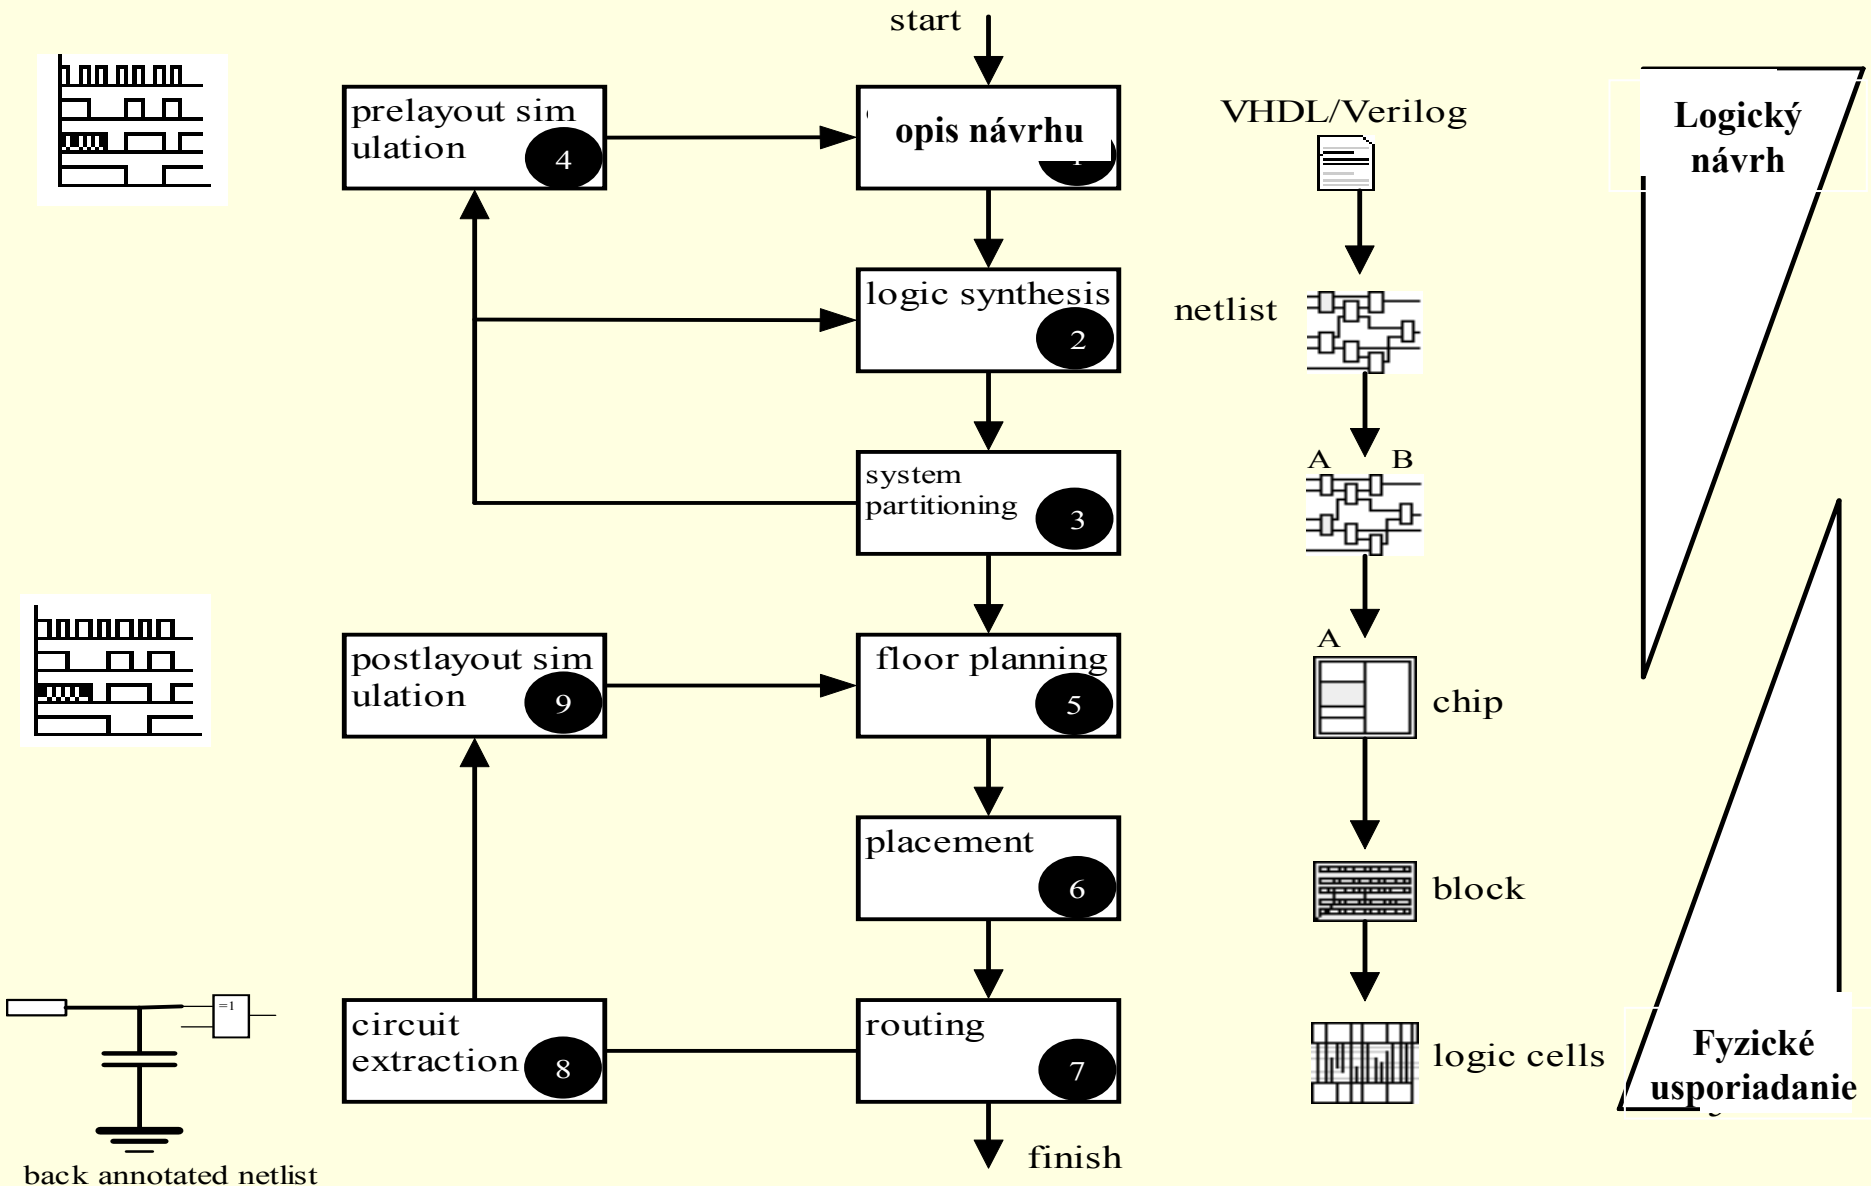 start
prelayout sim
ulation
4
opis návrhu
1
VHDL/Verilog
Logický
návrh
logic synthesis
2
netlist
system
partitioning
3
A B
postlayout sim
ulation
9
floor planning
5
A
chip
placement
6
block
=1
circuit
extraction
8
routing
7
logic cells
Fyzické
usporiadanie
finish
back annotated netlist